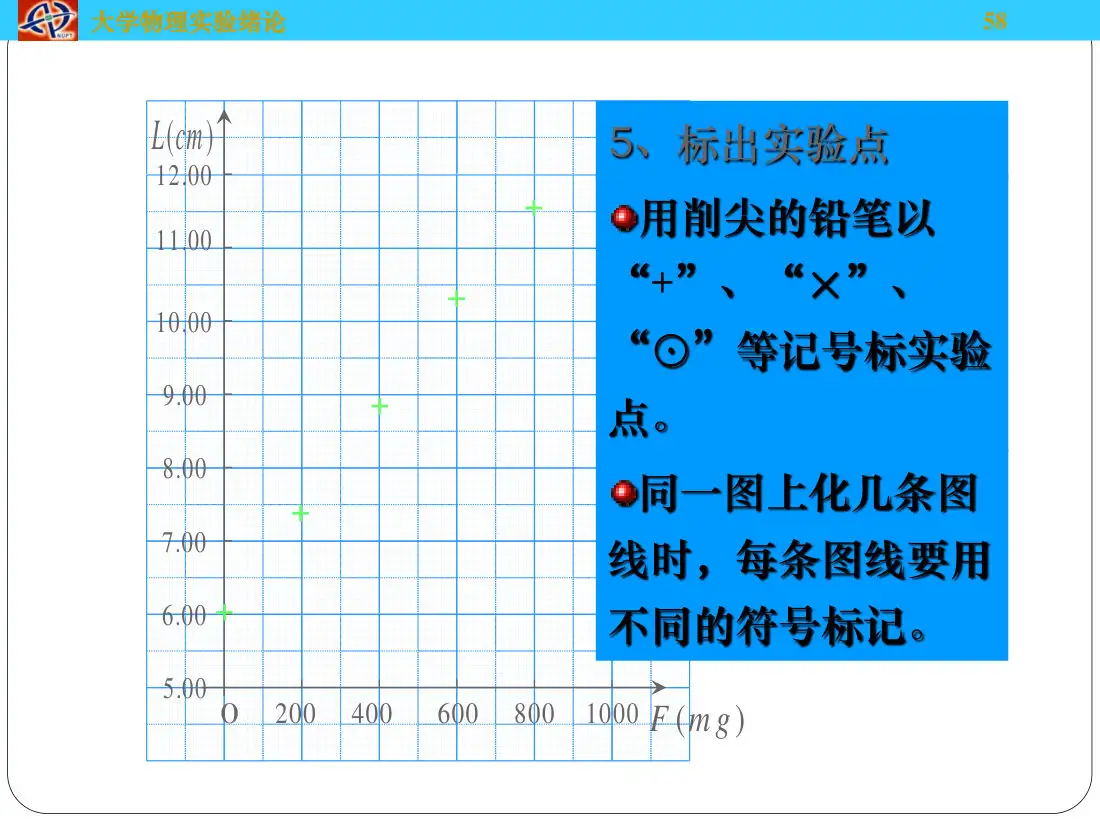 NUPT
大学物理实验绪论
58
L(cm)
12.00
11.00
10.00
9.00
8.00
7.00
6.00
5.00
O 200 400 600 800 1000 F (mg)
5、标出实验点
用削尖的铅笔以
“+”、“×”、
“⊙”等记号标实验
点。
同一图上化几条图
线时，每条图线要用
不同的符号标记。